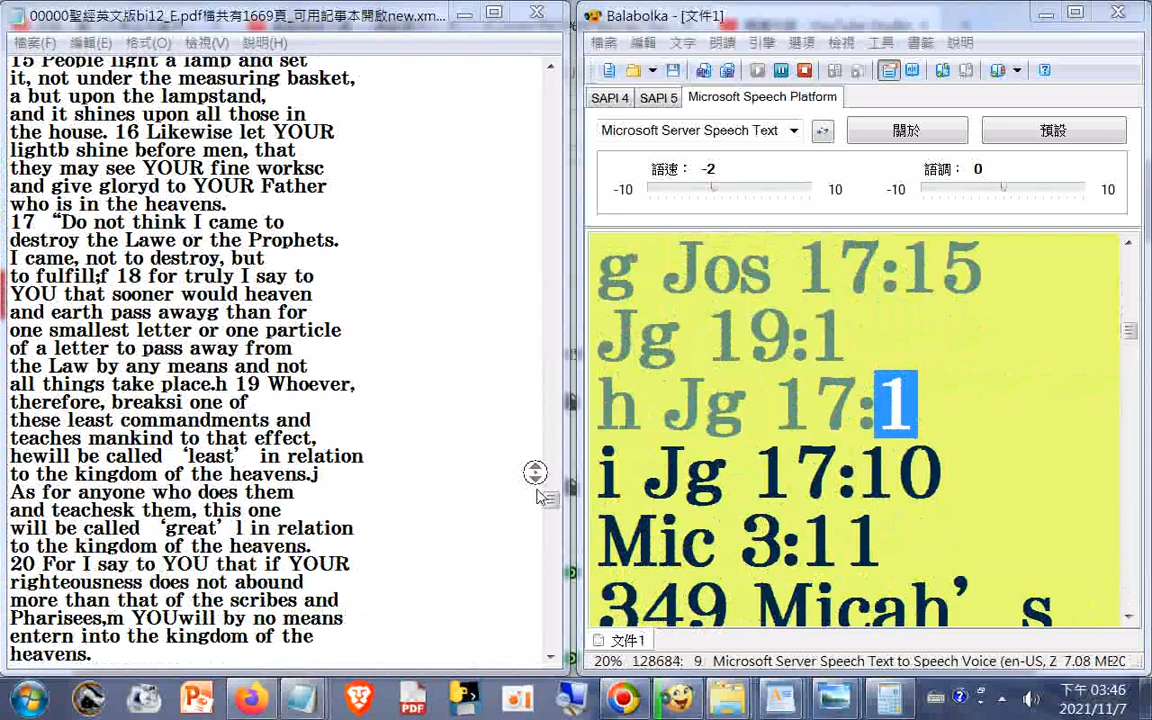 00000聖經英文版bi12_E.pdf檔共有1669頁_可用記事本開啟new.xm...
檔案(F) 編輯(E) 格式(O) 檢視(V) 說明(H)
15 People light a lamp and set
it, not under the measuring basket,
a but upon the lampstand,
and it shines upon all those in
the house. 16 Likewise let YOUR
lightb shine before men, that
they may see YOUR fine worksc
and give gloryd to YOUR Father
who is in the heavens.
17 “Do not think I came to
destroy the Lawe or the Prophets.
I came, not to destroy, but
to fulfill;f 18 for truly I say to
YOU that sooner would heaven
and earth pass awayg than for
one smallest letter or one particle
of a letter to pass away from
the Law by any means and not
all things take place.h 19 Whoever,
therefore, breaksi one of
these least commandments and
teaches mankind to that effect,
hewill be called ‘least’ in relation
to the kingdom of the heavens.j
As for anyone who does them
and teachesk them, this one
will be called ‘great’l in relation
to the kingdom of the heavens.
20 For I say to YOU that if YOUR
righteousness does not abound
more than that of the scribes and
Pharisees,m YOUwill by no means
entern into the kingdom of the
heavens.
Balabolka - [文件1]
檔案 編輯 文字 朗讀 引擎 選項 檢視 工具 書籤 說明
SAPI 4 SAPI 5 Microsoft Speech Platform
Microsoft Server Speech Text 關於 預設
語速: -2 語調: 0
-10 10 -10 10
g Jos 17:15
Jg 19:1
h Jg 17:1
i Jg 17:10
Mic 3:11
349 Micah’s
文件1
20% 128684: 9 Microsoft Server Speech Text to Speech Voice (en-US, Z 7.08 ME
下午 03:46
2021/11/7